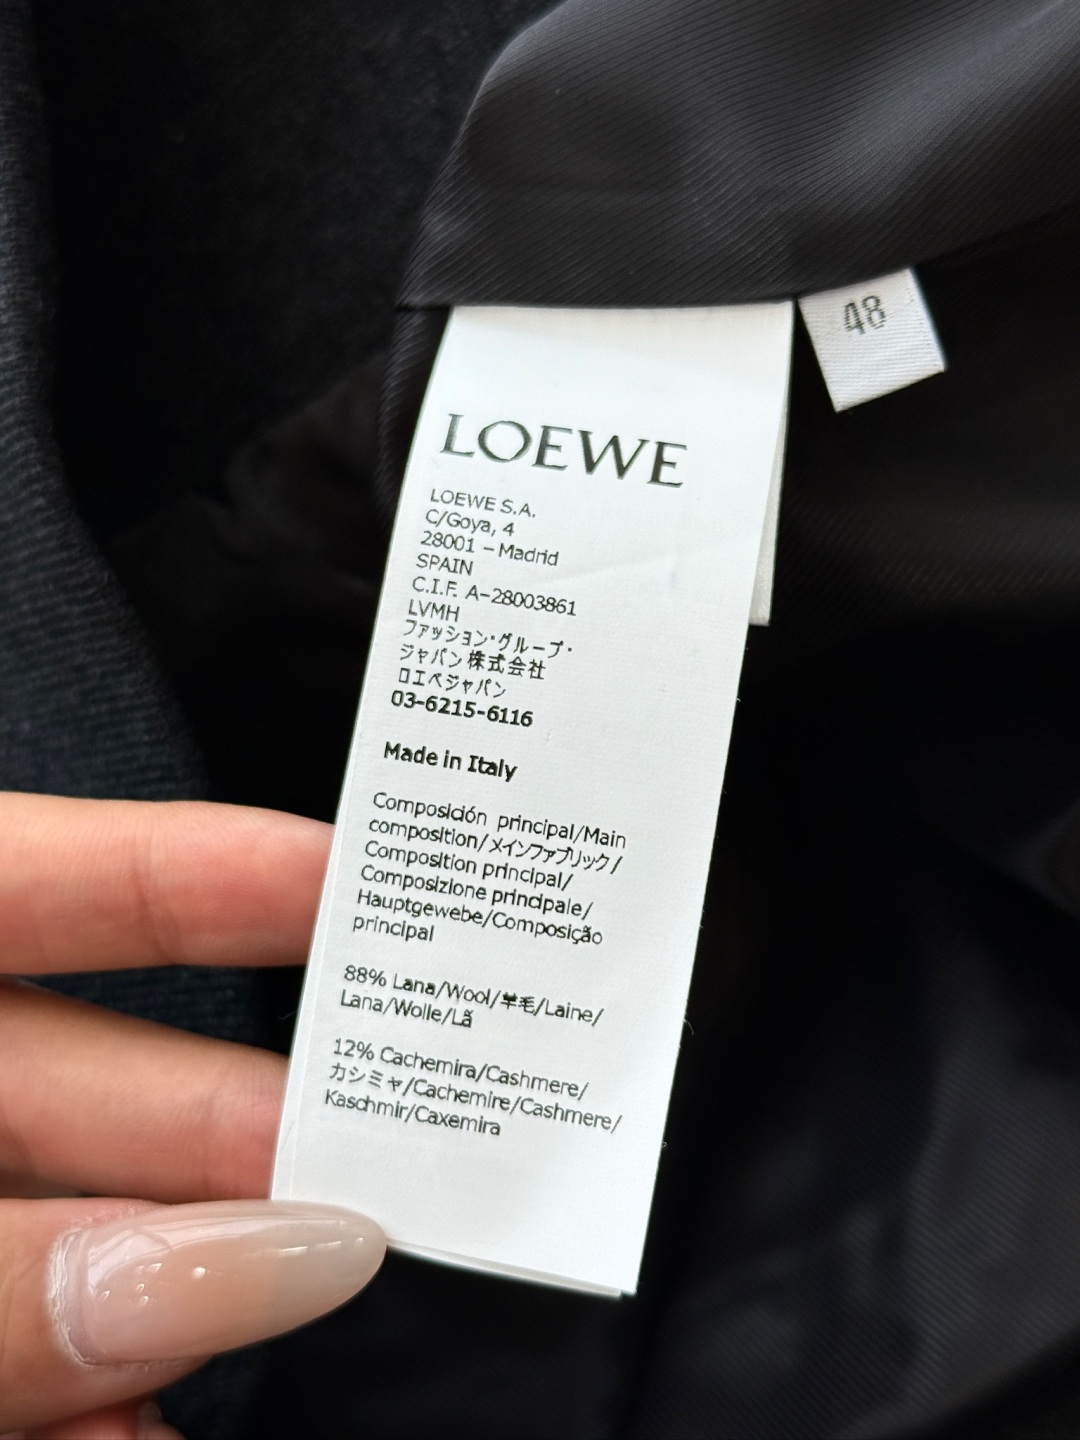 48
LOEWE
LOEWE S.A.
C/Goya, 4
28001 – Madrid
SPAIN
C.I.F. A-28003861
LVMH
ファッション・グループ・
ジャパン株式会社
ロエベジャパン
03-6215-6116
Made in Italy
Composición principal/Main
composition/メインファブリック/
Composition principal/
Composizione principale/
Hauptgewebe/Composição
principal
88% Lana/Wool/羊毛/Laine/
Lana/Wolle/Lã
12% Cachemira/Cashmere/
カシミヤ/Cachemire/Cashmere/
Kaschmir/Caxemira